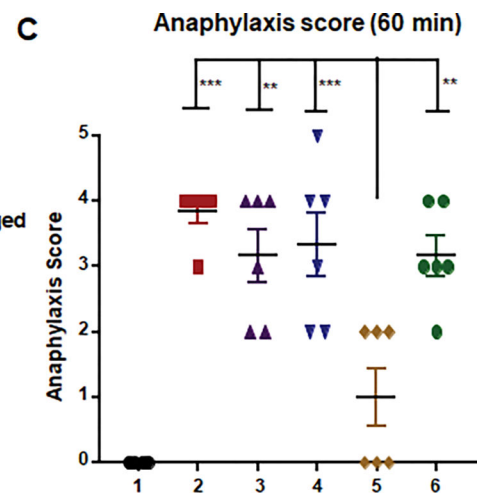 C
Anaphylaxis score (60 min)
*** ** *** **
5
ged
4
Anaphylaxis Score
3
2
1
0
1 2 3 4 5 6